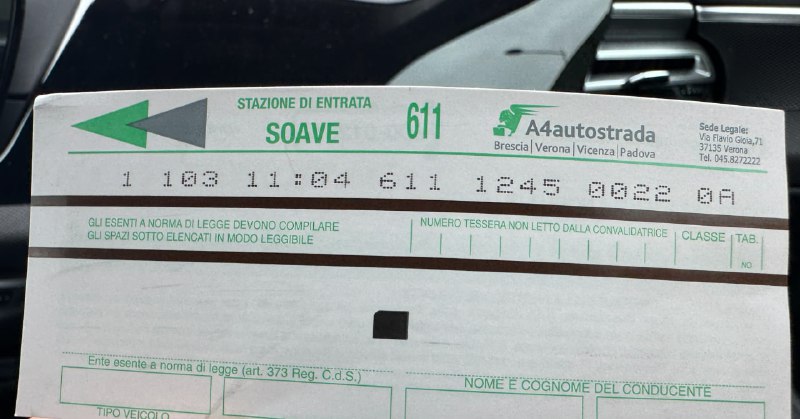 STAZIONE DI ENTRATA
SOAVE
611
A4autostrada
Brescia | Verona | Vicenza | Padova
Sede Legale:
Via Flavio Gioia,71
37135 Verona
Tel. 045.8272222
1 103 11:04 611 1245 0022 0A
GLI ESENTI A NORMA DI LEGGE DEVONO COMPILARE
GLI SPAZI SOTTO ELENCATI IN MODO LEGGIBILE
NUMERO TESSERA NON LETTO DALLA CONVALIDATRICE
CLASSE
TAB.
NO
Ente esente a norma di legge (art. 373 Reg. C.d.S.)
NOME E COGNOME DEL CONDUCENTE
TIPO VEICOLO